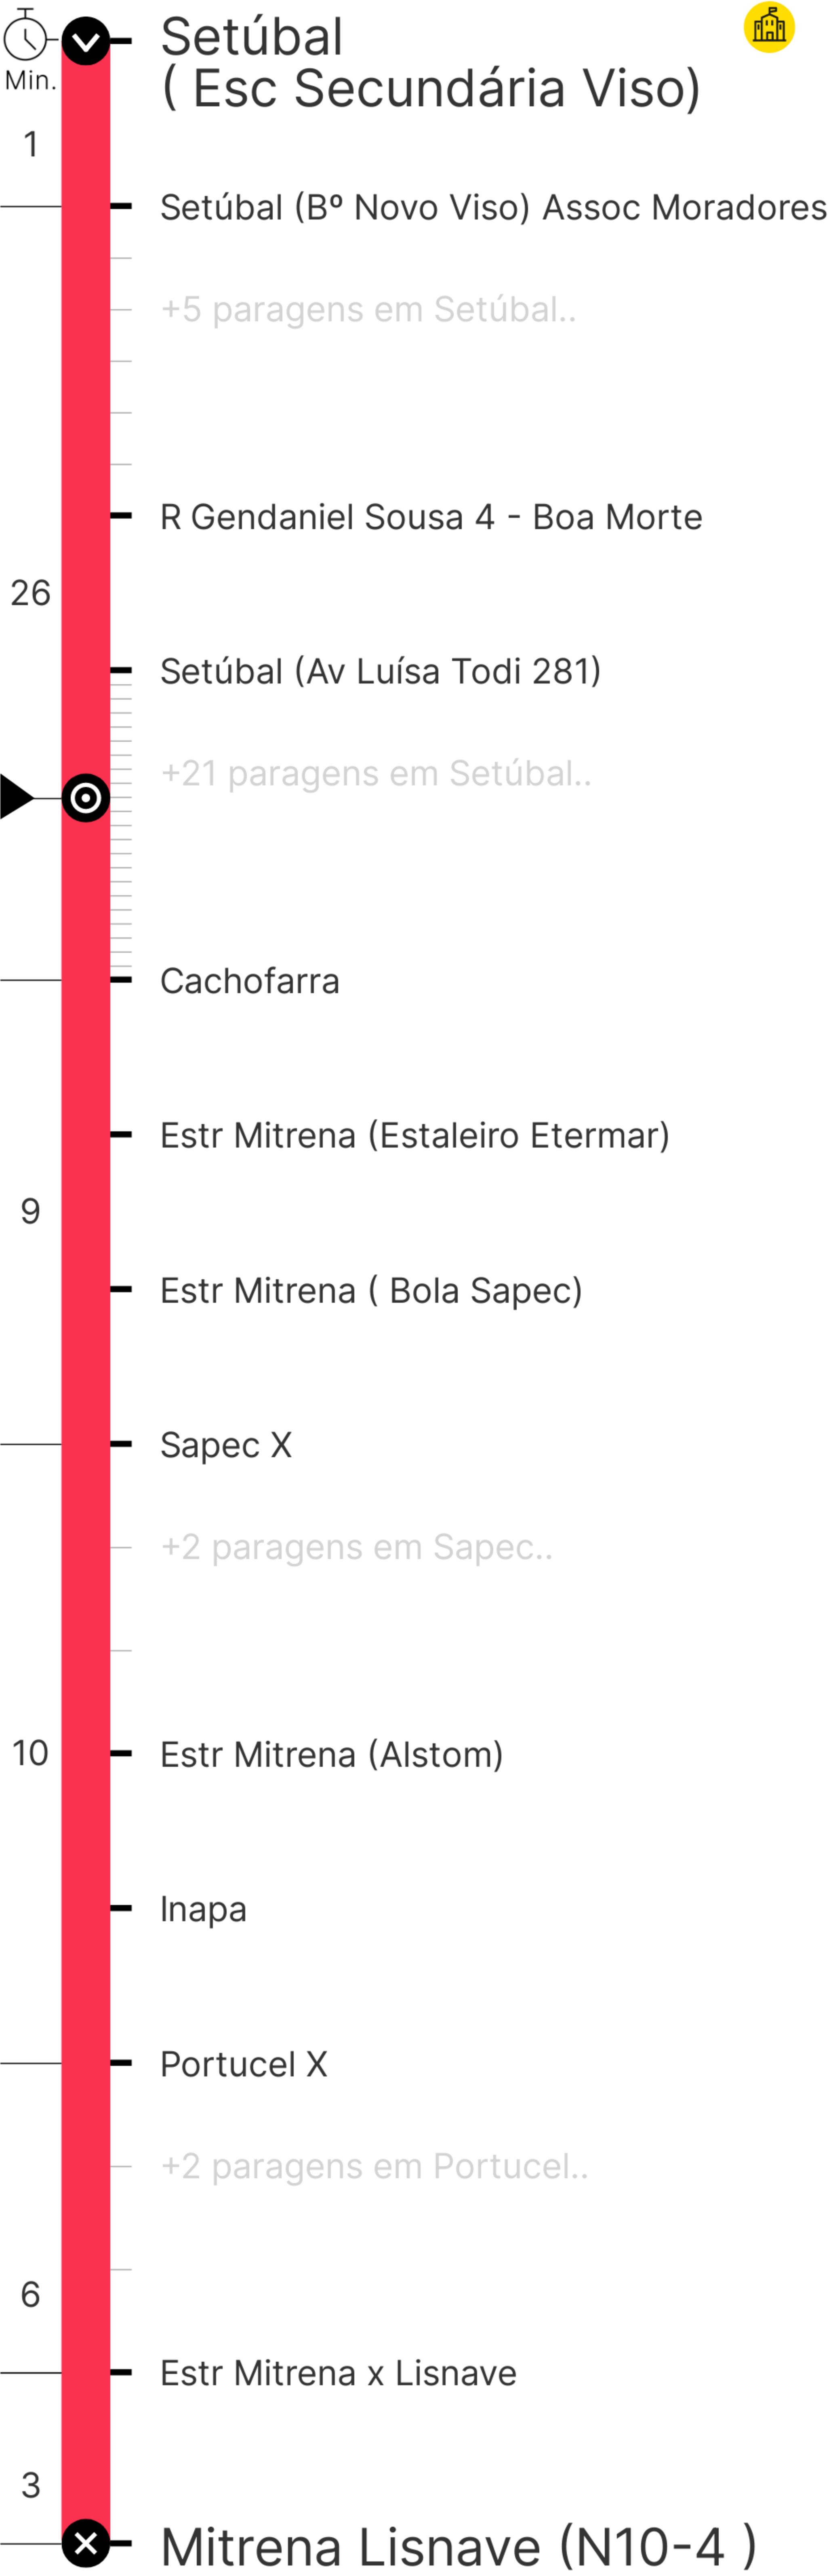 Setúbal
( Esc Secundária Viso)
Min.
1
Setúbal (Bº Novo Viso) Assoc Moradores
+5 paragens em Setúbal..
R Gendaniel Sousa 4 - Boa Morte
26
Setúbal (Av Luísa Todi 281)
+21 paragens em Setúbal..
Cachofarra
Estr Mitrena (Estaleiro Etermar)
9
Estr Mitrena ( Bola Sapec)
Sapec X
+2 paragens em Sapec..
10
Estr Mitrena (Alstom)
Inapa
Portucel X
+2 paragens em Portucel..
6
Estr Mitrena x Lisnave
3
Mitrena Lisnave (N10-4 )